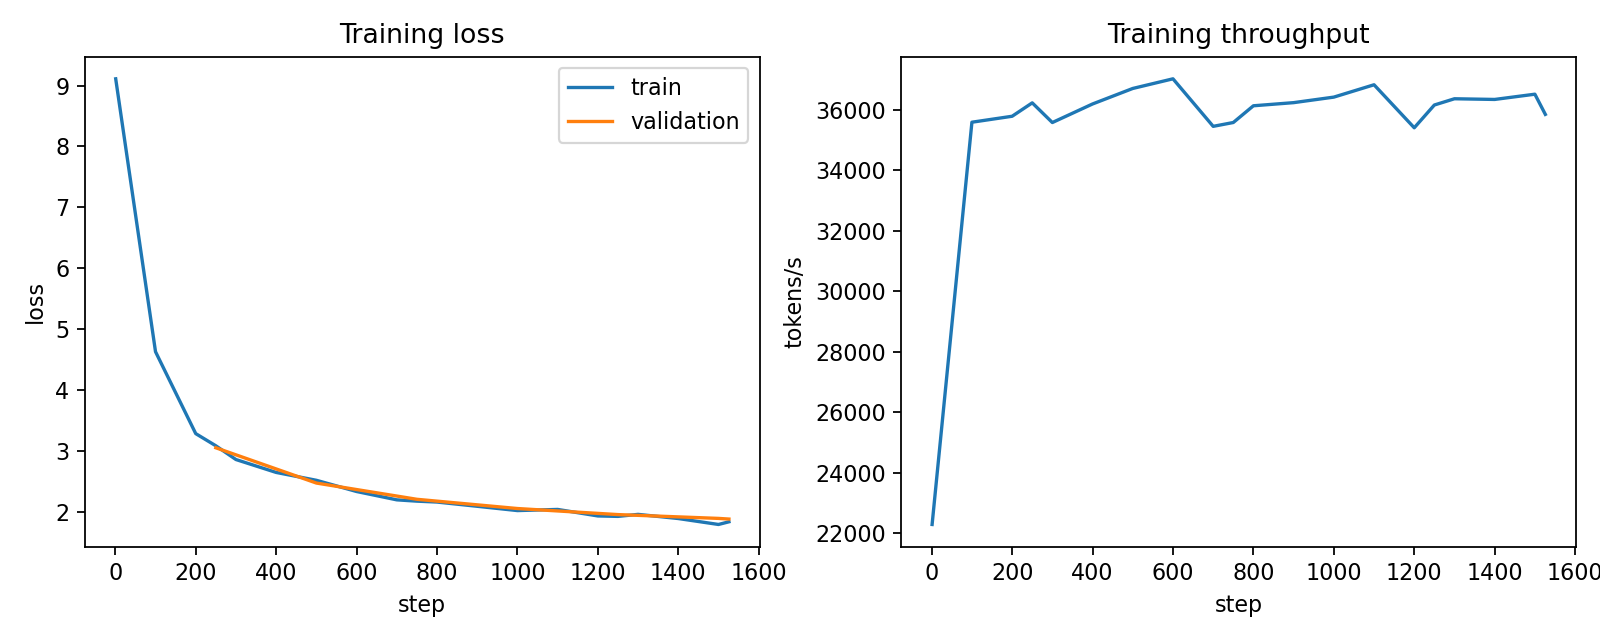 Training loss
9
8
7
6
5
4
3
2
loss
train
validation
0 200 400 600 800 1000 1200 1400 1600
step
Training throughput
36000
34000
32000
30000
28000
26000
24000
22000
tokens/s
0 200 400 600 800 1000 1200 1400 1600
step